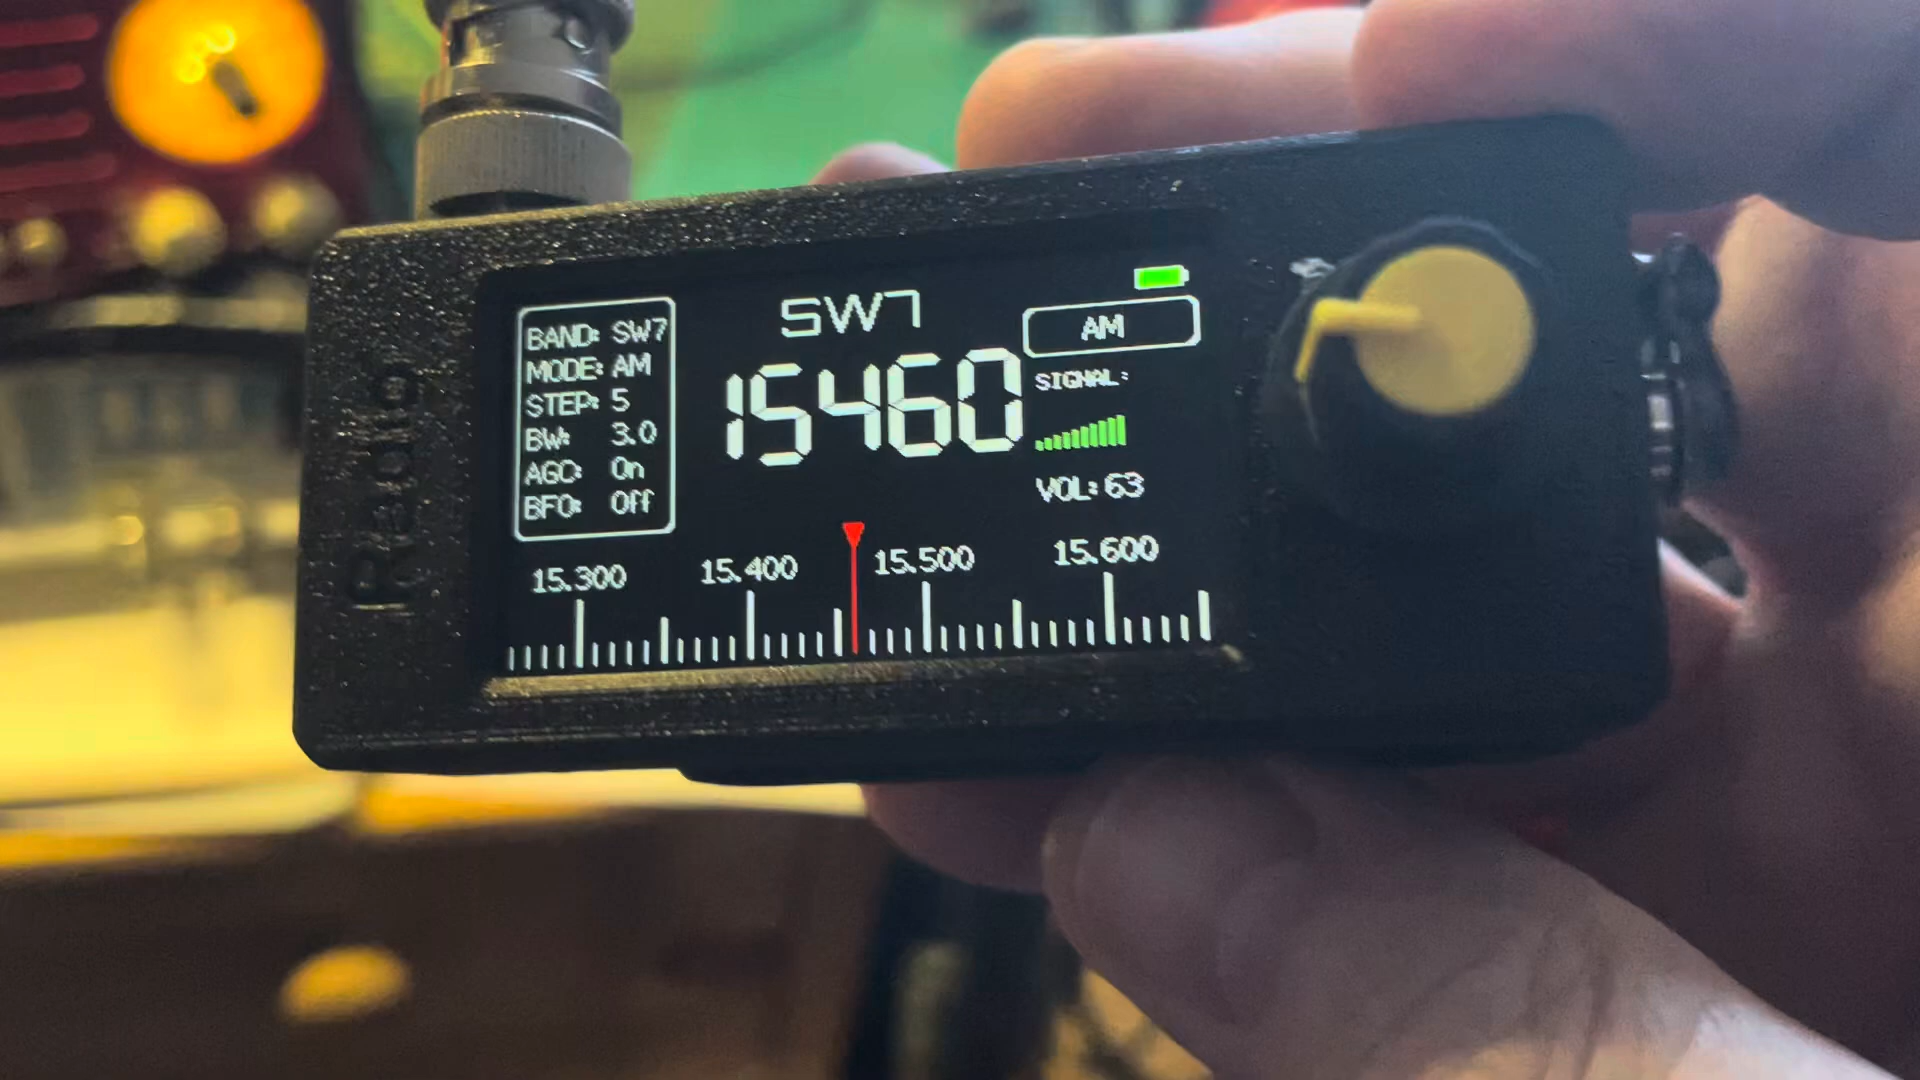 Radio
BAND: SW7
MODE: AM
STEP: 5
BW: 3.0
AGC: On
BFO: Off
SW7
15460
AM
SIGNAL:
VOL: 63
15.300 15.400 15.500 15.600